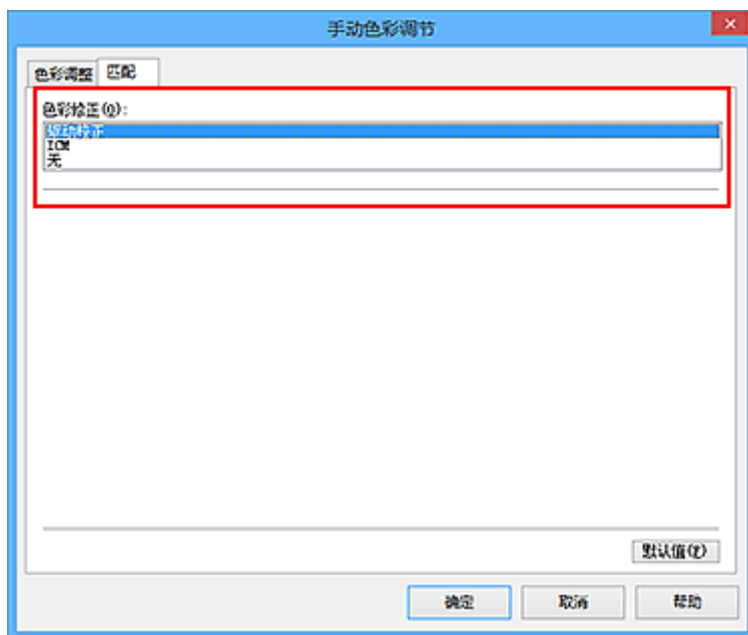 手动色彩调节
色彩调整 匹配
色彩修正(O):
驱动校正
ICM
无
默认值(F)
确定 取消 帮助